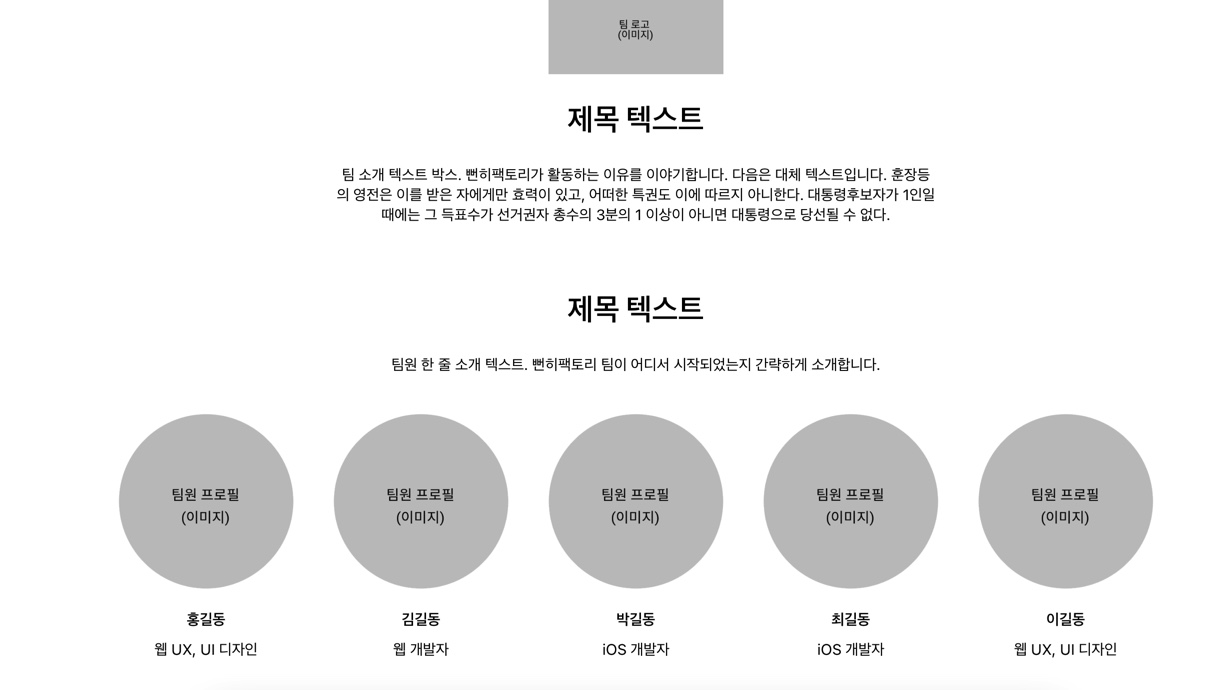 팀 로고
(이미지)
제목 텍스트
팀 소개 텍스트 박스. 뻔히팩토리가 활동하는 이유를 이야기합니다. 다음은 대체 텍스트입니다. 훈장등
의 영전은 이를 받은 자에게만 효력이 있고, 어떠한 특권도 이에 따르지 아니한다. 대통령후보자가 1인일
때에는 그 득표수가 선거권자 총수의 3분의 1 이상이 아니면 대통령으로 당선될 수 없다.
제목 텍스트
팀원 한 줄 소개 텍스트. 뻔히팩토리 팀이 어디서 시작되었는지 간략하게 소개합니다.
팀원 프로필 팀원 프로필 팀원 프로필 팀원 프로필 팀원 프로필
(이미지) (이미지) (이미지) (이미지) (이미지)
홍길동 김길동 박길동 최길동 이길동
웹 UX, UI 디자인 웹 개발자 iOS 개발자 iOS 개발자 웹 UX, UI 디자인